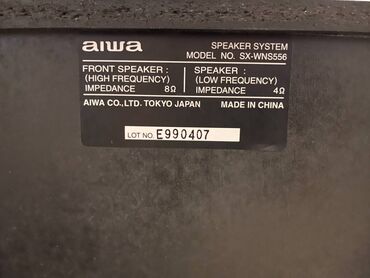 aiwa
SPEAKER SYSTEM
MODEL NO. SX-WNS556
FRONT SPEAKER :
(HIGH FREQUENCY)
IMPEDANCE 8Ω
SPEAKER :
(LOW FREQUENCY)
IMPEDANCE 4Ω
AIWA CO.,LTD. TOKYO JAPAN
MADE IN CHINA
LOT NO. E990407